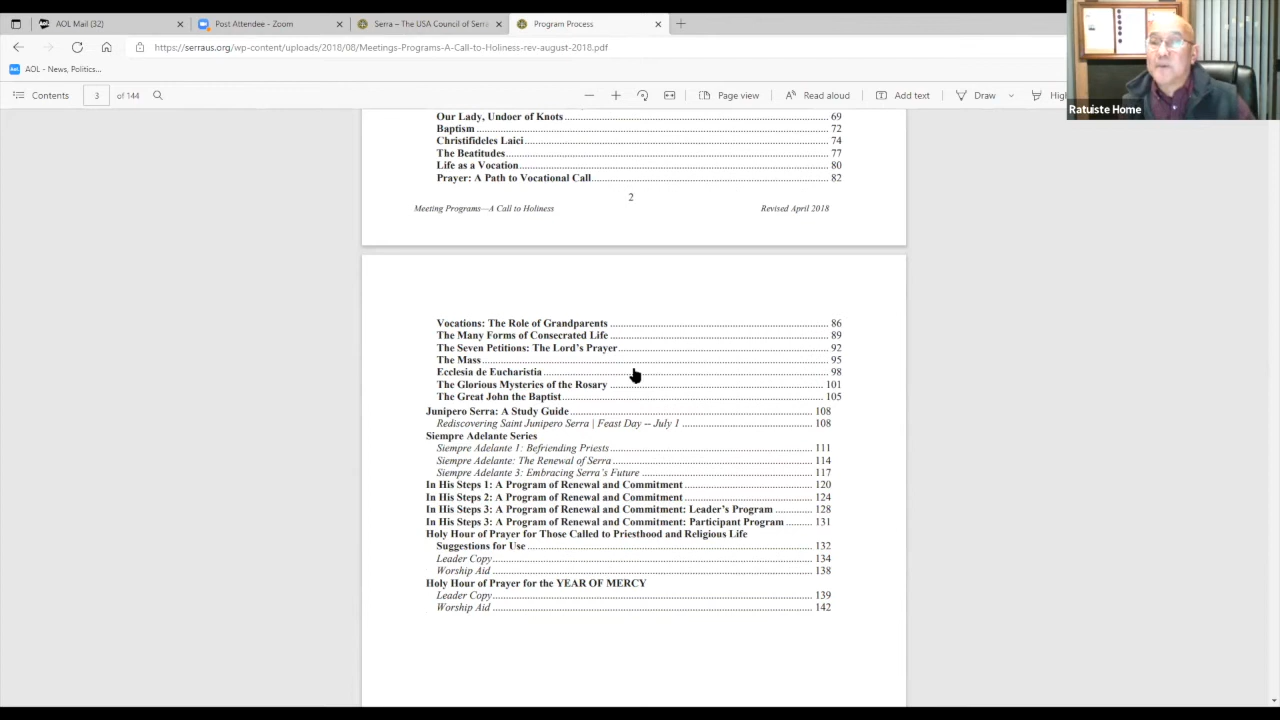 AOL Mail (32)
Post Attendee - Zoom
Serra – The USA Council of Serra
Program Process
https://serraus.org/wp-content/uploads/2018/08/Meetings-Programs-A-Call-to-Holiness-rev-august-2018.pdf
AOL - News, Politics...
Contents 3 of 144 Page view Read aloud Add text Draw
Ratuiste Home
Our Lady, Undoer of Knots 69
Baptism 72
Christifideles Laici 74
The Beatitudes 77
Life as a Vocation 80
Prayer: A Path to Vocational Call 82
2
Meeting Programs—A Call to Holiness Revised April 2018
Vocations: The Role of Grandparents 86
The Many Forms of Consecrated Life 89
The Seven Petitions: The Lord's Prayer 92
The Mass 95
Ecclesia de Eucharistia 98
The Glorious Mysteries of the Rosary 101
The Great John the Baptist 105
Junipero Serra: A Study Guide 108
Rediscovering Saint Junipero Serra | Feast Day -- July 1 108
Siempre Adelante Series
Siempre Adelante 1: Befriending Priests 111
Siempre Adelante: The Renewal of Serra 114
Siempre Adelante 3: Embracing Serra's Future 117
In His Steps 1: A Program of Renewal and Commitment 120
In His Steps 2: A Program of Renewal and Commitment 124
In His Steps 3: A Program of Renewal and Commitment: Leader's Program 128
In His Steps 3: A Program of Renewal and Commitment: Participant Program 131
Holy Hour of Prayer for Those Called to Priesthood and Religious Life
Suggestions for Use 132
Leader Copy 134
Worship Aid 138
Holy Hour of Prayer for the YEAR OF MERCY
Leader Copy 139
Worship Aid 142